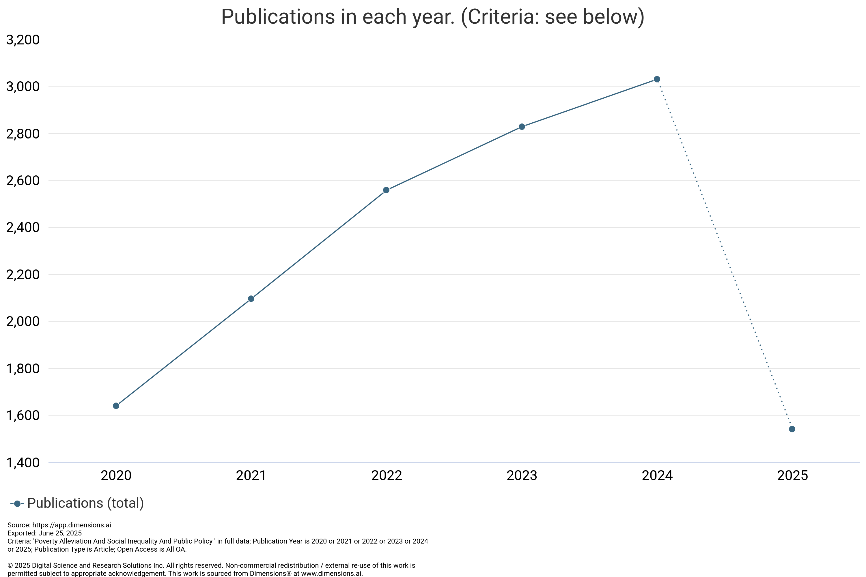 Publications in each year. (Criteria: see below)
3,200
3,000
2,800
2,600
2,400
2,200
2,000
1,800
1,600
1,400
2020 2021 2022 2023 2024 2025
Publications (total)
Source: https://app.dimensions.ai
Exported: June 25, 2025
Criteria: 'Poverty Alleviation And Social Inequality And Public Policy' in full data; Publication Year is 2020 or 2021 or 2022 or 2023 or 2024
or 2025; Publication Type is Article; Open Access is All OA.
© 2025 Digital Science and Research Solutions Inc. All rights reserved. Non-commercial redistribution / external re-use of this work is
permitted subject to appropriate acknowledgement. This work is sourced from Dimensions® at www.dimensions.ai.